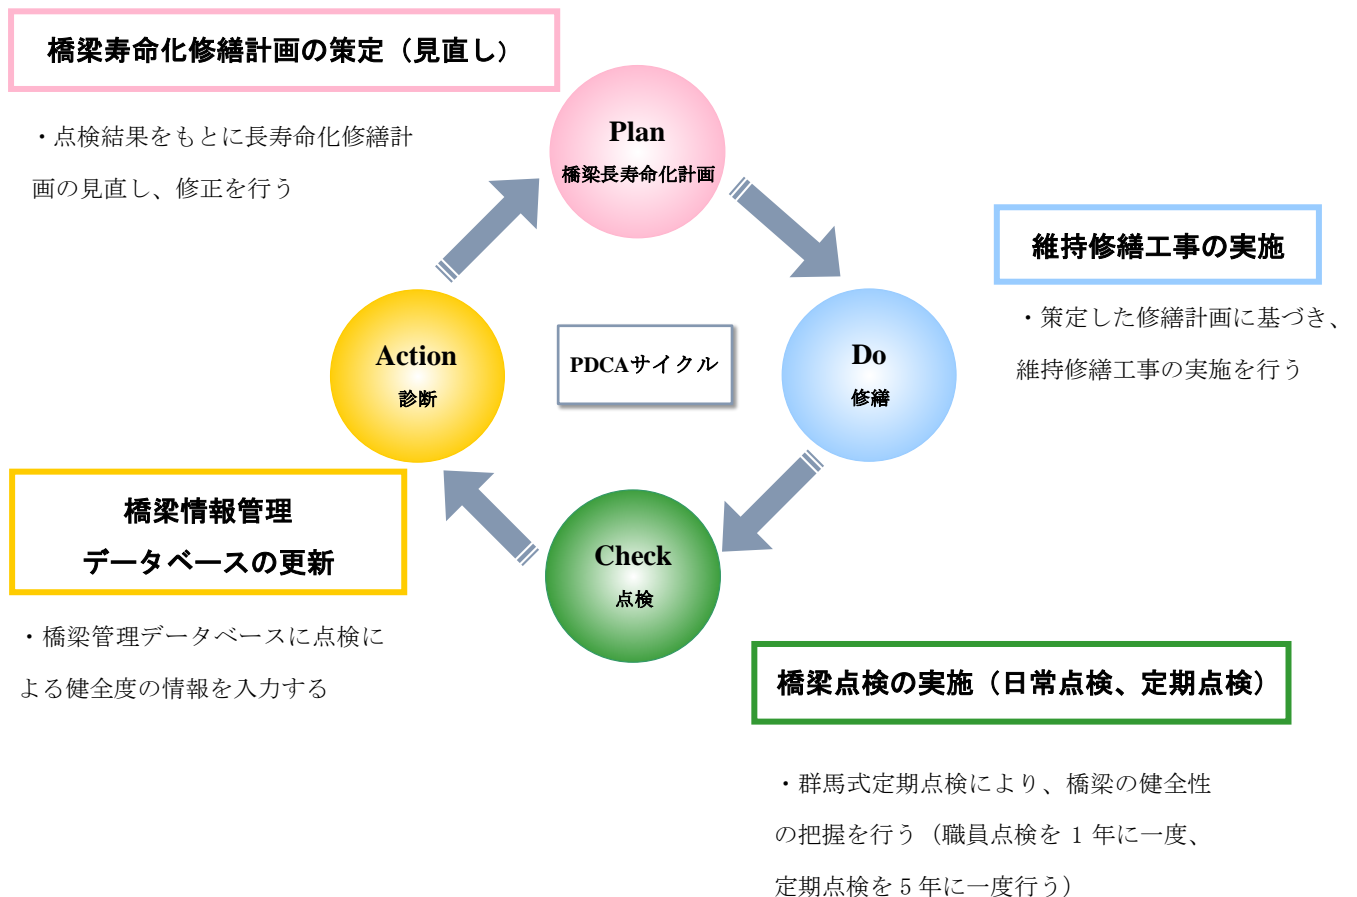 橋梁寿命化修繕計画の策定（見直し）
・点検結果をもとに長寿命化修繕計
画の見直し、修正を行う
Plan
橋梁長寿命化計画
維持修繕工事の実施
・策定した修繕計画に基づき、
維持修繕工事の実施を行う
Do
修繕
PDCAサイクル
Action
診断
橋梁情報管理
データベースの更新
・橋梁管理データベースに点検に
よる健全度の情報を入力する
Check
点検
橋梁点検の実施（日常点検、定期点検）
・群馬式定期点検により、橋梁の健全性
の把握を行う（職員点検を 1 年に一度、
定期点検を 5 年に一度行う）